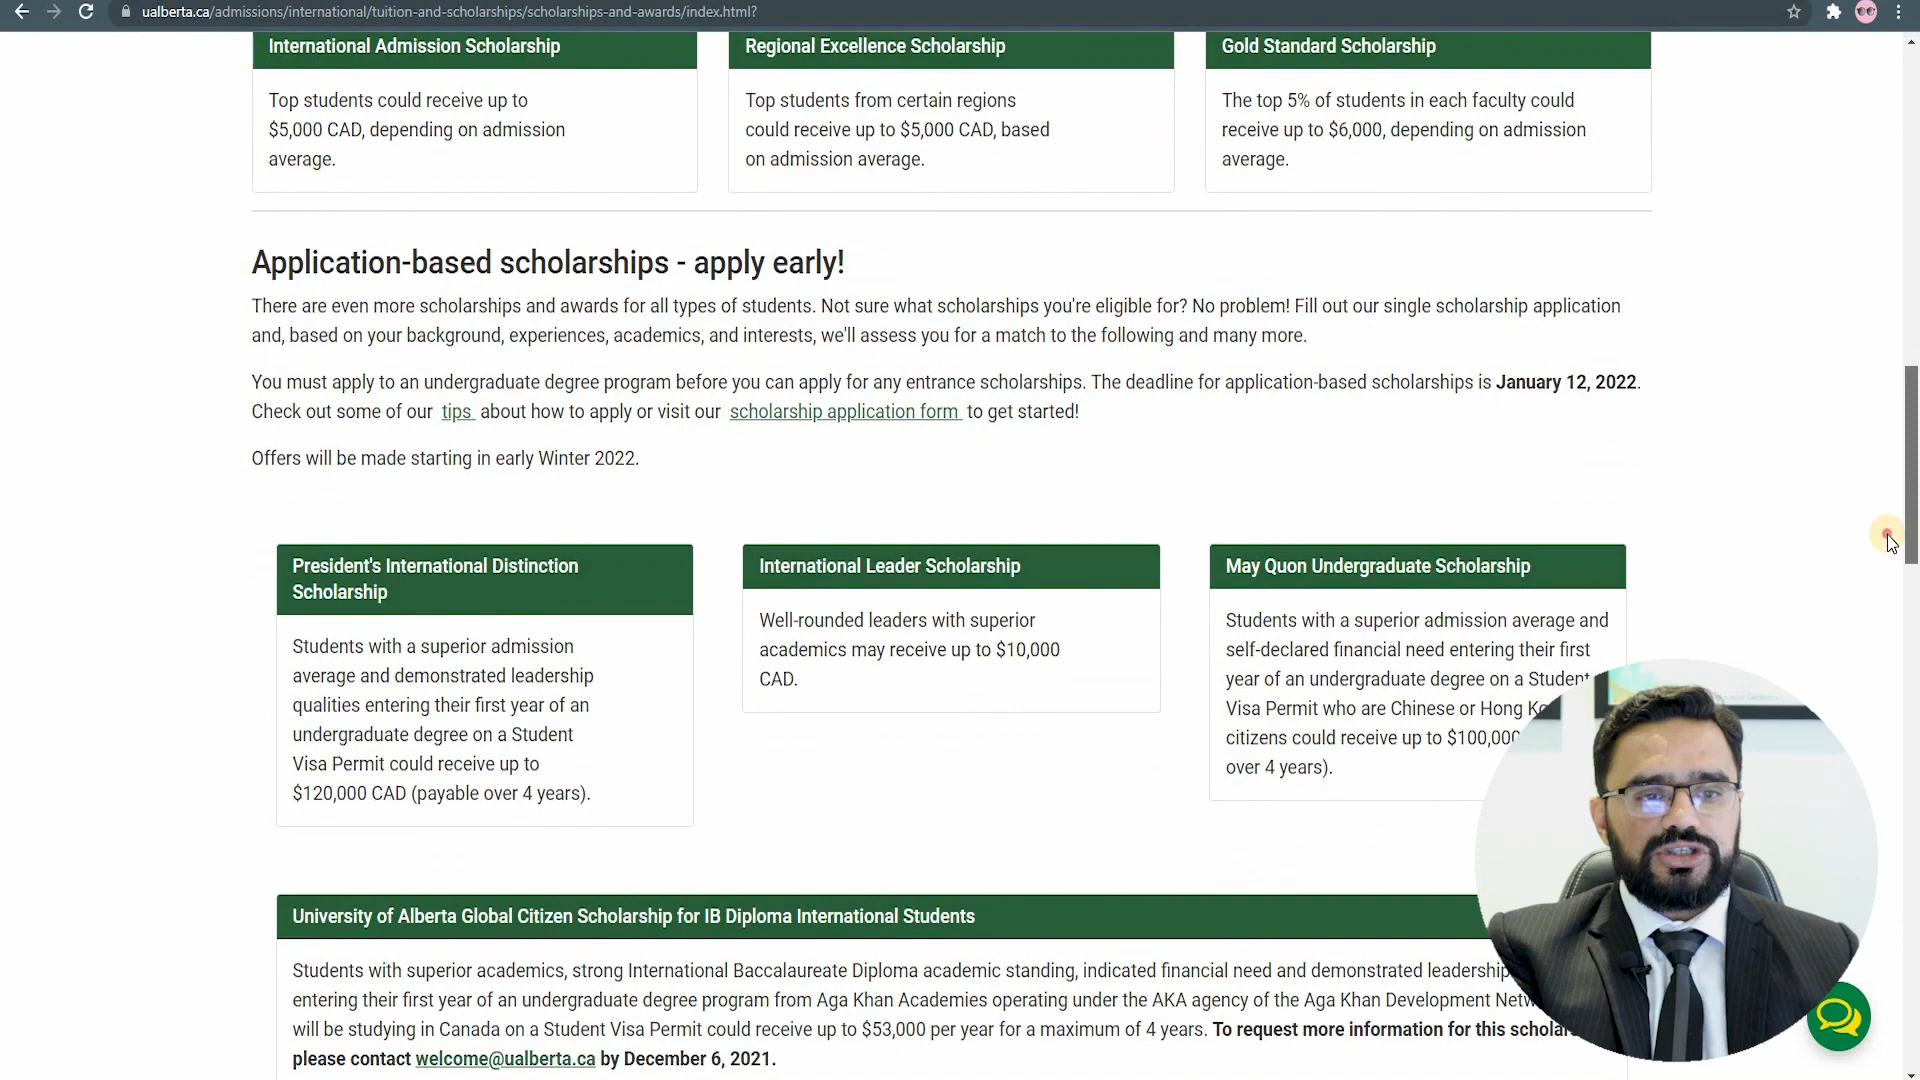 ualberta.ca/admissions/international/tuition-and-scholarships/scholarships-and-awards/index.html?
International Admission Scholarship
Top students could receive up to
$5,000 CAD, depending on admission
average.
Regional Excellence Scholarship
Top students from certain regions
could receive up to $5,000 CAD, based
on admission average.
Gold Standard Scholarship
The top 5% of students in each faculty could
receive up to $6,000, depending on admission
average.
Application-based scholarships - apply early!
There are even more scholarships and awards for all types of students. Not sure what scholarships you're eligible for? No problem! Fill out our single scholarship application
and, based on your background, experiences, academics, and interests, we'll assess you for a match to the following and many more.
You must apply to an undergraduate degree program before you can apply for any entrance scholarships. The deadline for application-based scholarships is January 12, 2022.
Check out some of our tips about how to apply or visit our scholarship application form to get started!
Offers will be made starting in early Winter 2022.
President's International Distinction
Scholarship
Students with a superior admission
average and demonstrated leadership
qualities entering their first year of an
undergraduate degree on a Student
Visa Permit could receive up to
$120,000 CAD (payable over 4 years).
International Leader Scholarship
Well-rounded leaders with superior
academics may receive up to $10,000
CAD.
May Quon Undergraduate Scholarship
Students with a superior admission average and
self-declared financial need entering their first
year of an undergraduate degree on a Student
Visa Permit who are Chinese or Hong
citizens could receive up to $100,000
over 4 years).
University of Alberta Global Citizen Scholarship for IB Diploma International Students
Students with superior academics, strong International Baccalaureate Diploma academic standing, indicated financial need and demonstrated leadership
entering their first year of an undergraduate degree program from Aga Khan Academies operating under the AKA agency of the Aga Khan Development
will be studying in Canada on a Student Visa Permit could receive up to $53,000 per year for a maximum of 4 years. To request more information for this
please contact welcome@ualberta.ca by December 6, 2021.